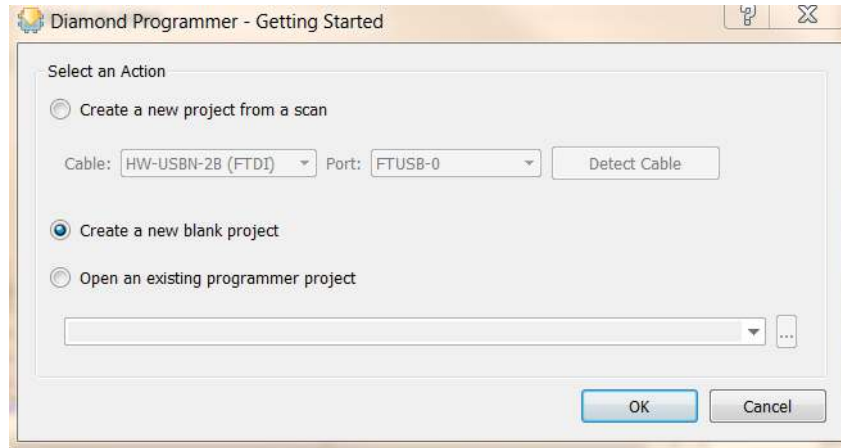 Diamond Programmer - Getting Started
Select an Action
Create a new project from a scan
Cable: HW-USBN-2B (FTDI) Port: FTUSB-0 Detect Cable
Create a new blank project
Open an existing programmer project
...
OK Cancel